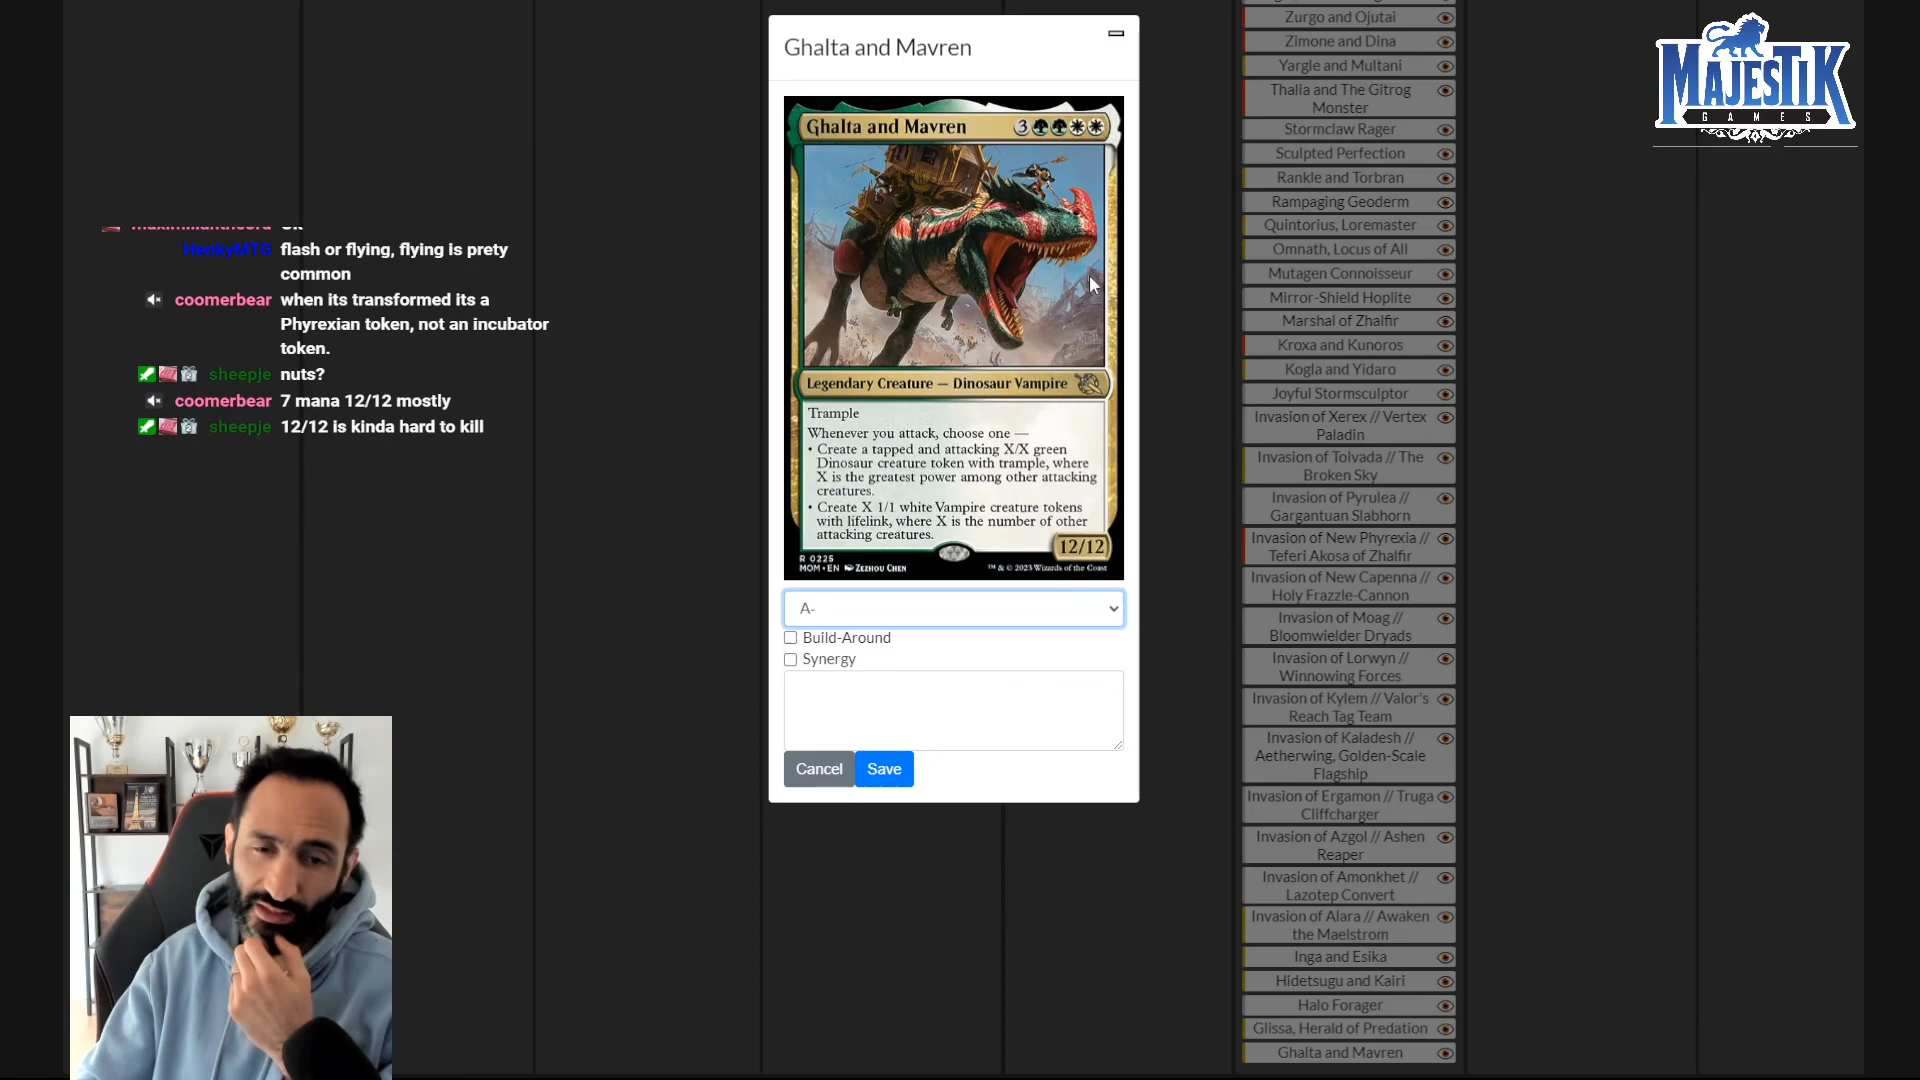 HenkyMTG flash or flying, flying is prety
common
coomerbear when its transformed its a
Phyrexian token, not an incubator
token.
sheepje nuts?
coomerbear 7 mana 12/12 mostly
sheepje 12/12 is kinda hard to kill
Ghalta and Mavren
Ghalta and Mavren 3
Legendary Creature — Dinosaur Vampire
Trample
Whenever you attack, choose one —
• Create a tapped and attacking X/X green
Dinosaur creature token with trample, where
X is the greatest power among other attacking
creatures.
• Create X 1/1 white Vampire creature tokens
with lifelink, where X is the number of other
attacking creatures.
12/12
R 0225
MOM • EN Zezhou Chen
™ & © 2023 Wizards of the Coast
A-
Build-Around
Synergy
Cancel
Save
Zurgo and Ojutai
Zimone and Dina
Yargle and Multani
Thalia and The Gitrog
Monster
Stormclaw Rager
Sculpted Perfection
Rankle and Torbran
Rampaging Geoderm
Quintorius, Loremaster
Omnath, Locus of All
Mutagen Connoisseur
Mirror-Shield Hoplite
Marshal of Zhalfir
Kroxa and Kunoros
Kogla and Yidaro
Joyful Stormsculptor
Invasion of Xerex // Vertex
Paladin
Invasion of Tolvada // The
Broken Sky
Invasion of Pyrulea //
Gargantuan Slabhorn
Invasion of New Phyrexia //
Teferi Akosa of Zhalfir
Invasion of New Capenna //
Holy Frazzle-Cannon
Invasion of Moag //
Bloomwielder Dryads
Invasion of Lorwyn //
Winnowing Forces
Invasion of Kylem // Valor's
Reach Tag Team
Invasion of Kaladesh //
Aetherwing, Golden-Scale
Flagship
Invasion of Ergamon // Truga
Cliffcharger
Invasion of Azgol // Ashen
Reaper
Invasion of Amonkhet //
Lazotep Convert
Invasion of Alara // Awaken
the Maelstrom
Inga and Esika
Hidetsugu and Kairi
Halo Forager
Glissa, Herald of Predation
Ghalta and Mavren
MAJESTIK
GAMES